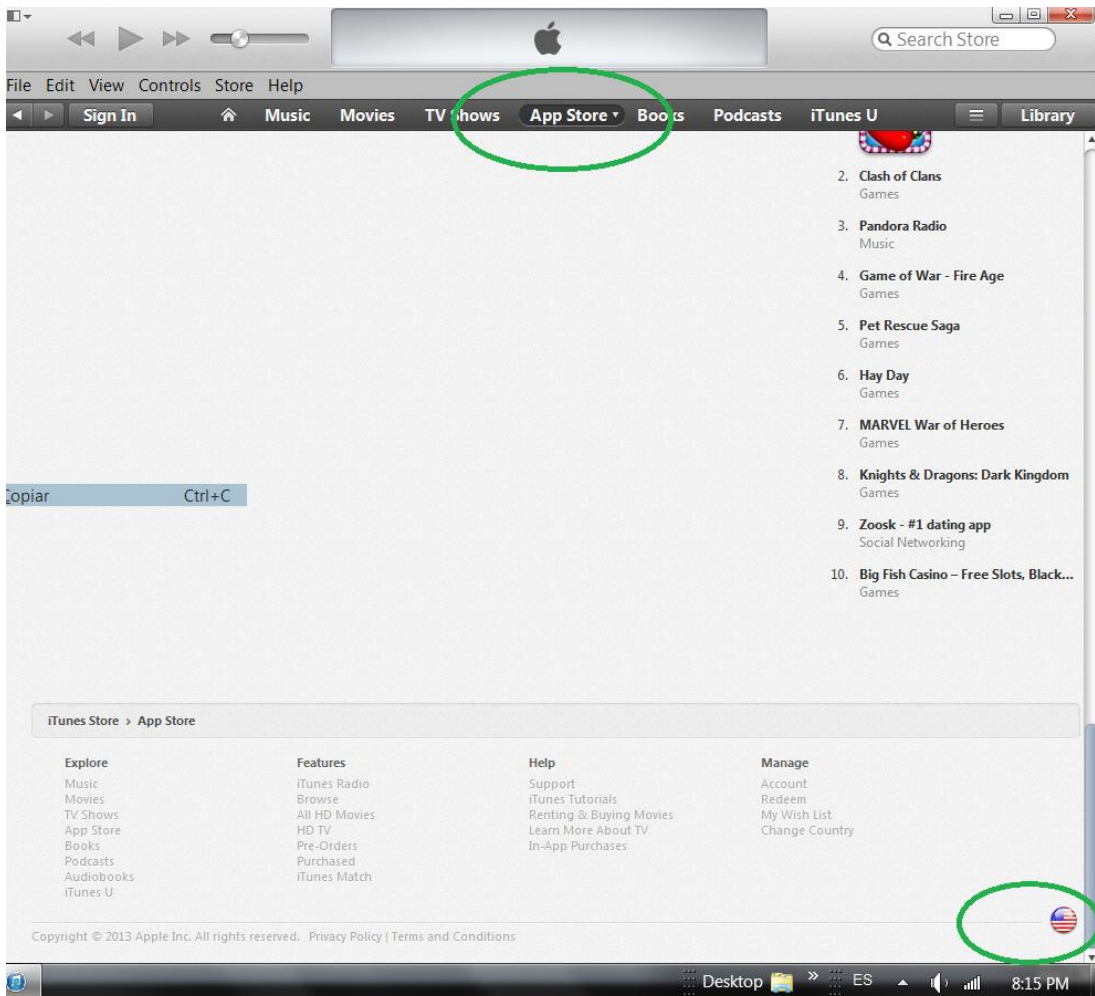 Search Store
File Edit View Controls Store Help
Sign In Music Movies TV Shows App Store Books Podcasts iTunes U Library
2. Clash of Clans
Games
3. Pandora Radio
Music
4. Game of War - Fire Age
Games
5. Pet Rescue Saga
Games
6. Hay Day
Games
7. MARVEL War of Heroes
Games
8. Knights & Dragons: Dark Kingdom
Games
Copiar Ctrl+C
9. Zoosk - #1 dating app
Social Networking
10. Big Fish Casino – Free Slots, Black...
Games
iTunes Store › App Store
Explore
Music
Movies
TV Shows
App Store
Books
Podcasts
Audiobooks
iTunes U
Features
iTunes Radio
Browse
All HD Movies
HD TV
Pre-Orders
Purchased
iTunes Match
Help
Support
iTunes Tutorials
Renting & Buying Movies
Learn More About TV
In-App Purchases
Manage
Account
Redeem
My Wish List
Change Country
Copyright © 2013 Apple Inc. All rights reserved. Privacy Policy | Terms and Conditions
Desktop » ES 8:15 PM